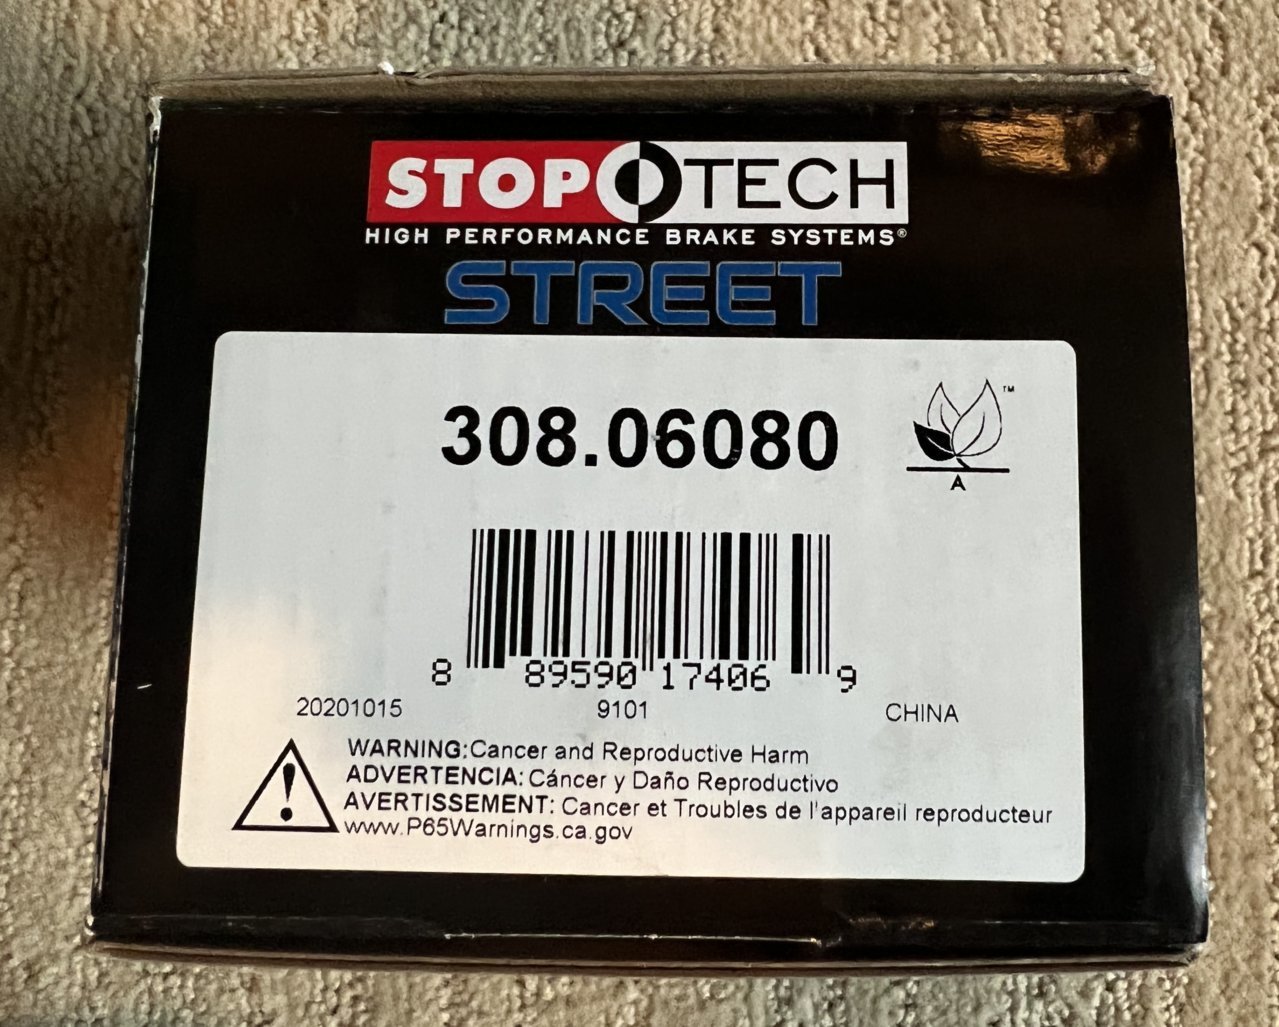 STOPTECH
HIGH PERFORMANCE BRAKE SYSTEMS®
STREET
308.06080
™
A
8 89590 17406 9
20201015 9101 CHINA
WARNING:Cancer and Reproductive Harm
ADVERTENCIA: Cáncer y Daño Reproductivo
AVERTISSEMENT: Cancer et Troubles de l'appareil reproducteur
www.P65Warnings.ca.gov